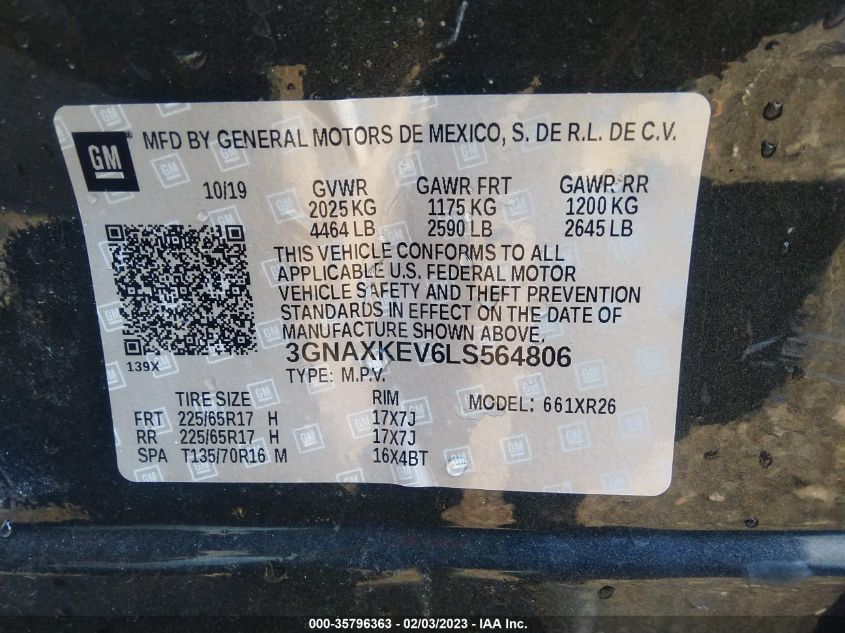 GM® MFD BY GENERAL MOTORS DE MEXICO, S. DE R.L. DE C.V.
10/19 GVWR GAWR FRT GAWR RR
2025 KG 1175 KG 1200 KG
4464 LB 2590 LB 2645 LB
THIS VEHICLE CONFORMS TO ALL
APPLICABLE U.S. FEDERAL MOTOR
VEHICLE SAFETY AND THEFT PREVENTION
STANDARDS IN EFFECT ON THE DATE OF
MANUFACTURE SHOWN ABOVE.
3GNAXKEV6LS564806
139X
TYPE: M.P.V.
TIRE SIZE RIM MODEL: 661XR26
FRT 225/65R17 H 17X7J
RR 225/65R17 H 17X7J
SPA T135/70R16 M 16X4BT
000-35796363 - 02/03/2023 - IAA Inc.